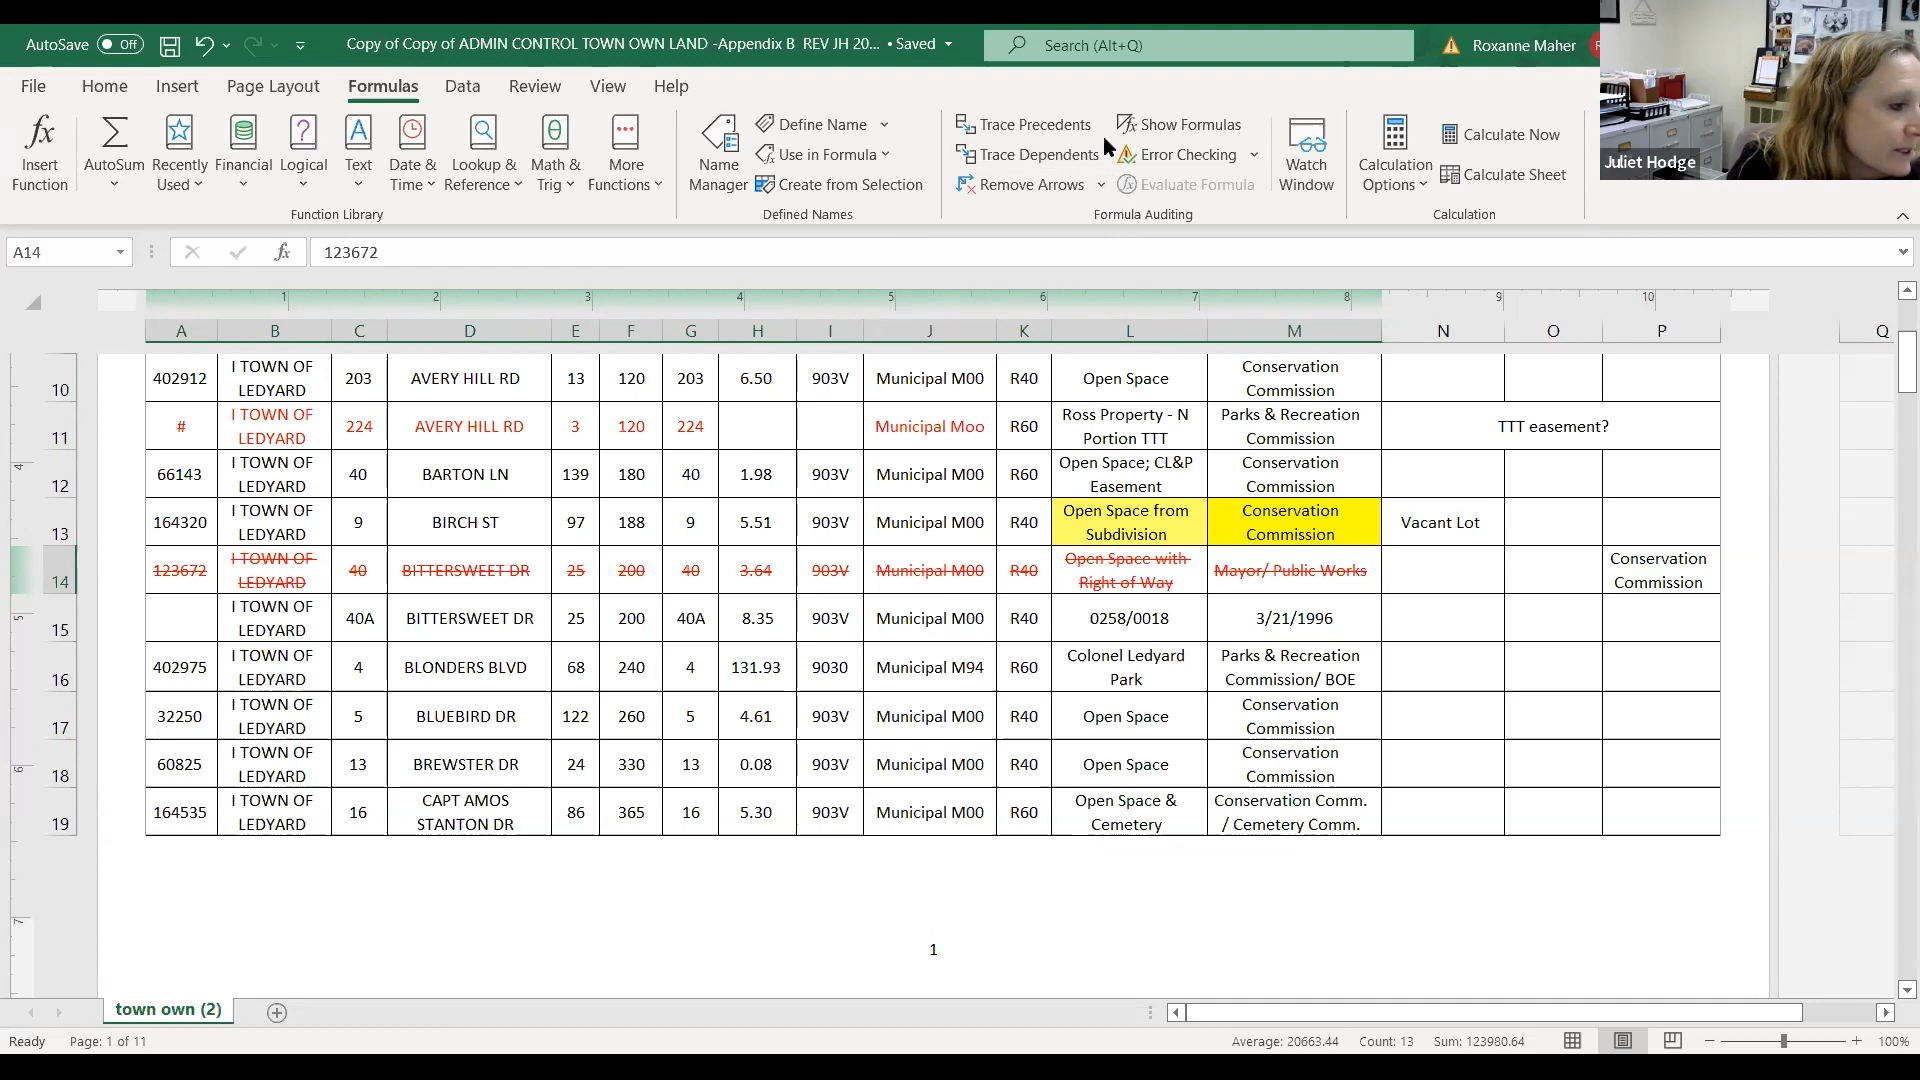 AutoSave Off Copy of Copy of ADMIN CONTROL TOWN OWN LAND -Appendix B REV JH 20... • Saved Search (Alt+Q) Roxanne Maher
File Home Insert Page Layout Formulas Data Review View Help
Insert Function
AutoSum
Recently Used
Financial
Logical
Text
Date & Time
Lookup & Reference
Math & Trig
More Functions
Function Library
Name Manager
Define Name
Use in Formula
Create from Selection
Defined Names
Trace Precedents
Trace Dependents
Remove Arrows
Show Formulas
Error Checking
Evaluate Formula
Formula Auditing
Watch Window
Calculation Options
Calculate Now
Calculate Sheet
Calculation
Juliet Hodge
A14 fx 123672
1 2 3 4 5 6 7 8 9 10
A B C D E F G H I J K L M N O P Q
10 402912 I TOWN OF LEDYARD 203 AVERY HILL RD 13 120 203 6.50 903V Municipal M00 R40 Open Space Conservation Commission
11 # I TOWN OF LEDYARD 224 AVERY HILL RD 3 120 224 Municipal Moo R60 Ross Property - N Portion TTT Parks & Recreation Commission TTT easement?
12 66143 I TOWN OF LEDYARD 40 BARTON LN 139 180 40 1.98 903V Municipal M00 R60 Open Space; CL&P Easement Conservation Commission
13 164320 I TOWN OF LEDYARD 9 BIRCH ST 97 188 9 5.51 903V Municipal M00 R40 Open Space from Subdivision Conservation Commission Vacant Lot
14 123672 I TOWN OF LEDYARD 40 BITTERSWEET DR 25 200 40 3.64 903V Municipal M00 R40 Open Space with Right of Way Mayor/ Public Works Conservation Commission
15 I TOWN OF LEDYARD 40A BITTERSWEET DR 25 200 40A 8.35 903V Municipal M00 R40 0258/0018 3/21/1996
16 402975 I TOWN OF LEDYARD 4 BLONDERS BLVD 68 240 4 131.93 9030 Municipal M94 R60 Colonel Ledyard Park Parks & Recreation Commission/ BOE
17 32250 I TOWN OF LEDYARD 5 BLUEBIRD DR 122 260 5 4.61 903V Municipal M00 R40 Open Space Conservation Commission
18 60825 I TOWN OF LEDYARD 13 BREWSTER DR 24 330 13 0.08 903V Municipal M00 R40 Open Space Conservation Commission
19 164535 I TOWN OF LEDYARD 16 CAPT AMOS STANTON DR 86 365 16 5.30 903V Municipal M00 R60 Open Space & Cemetery Conservation Comm. / Cemetery Comm.
4
5
6
7
1
town own (2)
Ready Page: 1 of 11 Average: 20663.44 Count: 13 Sum: 123980.64 100%